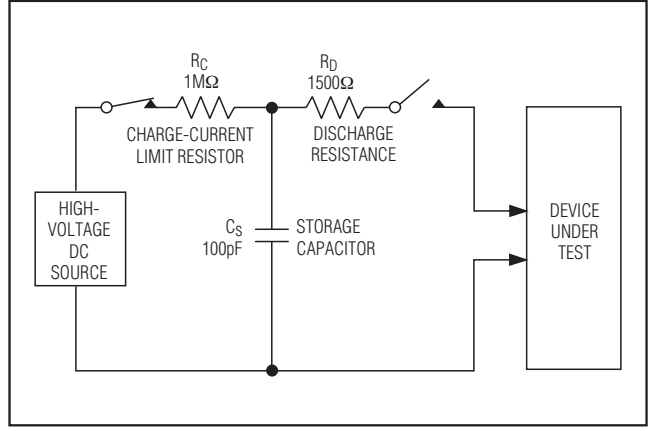 R_C
1MΩ
CHARGE-CURRENT
LIMIT RESISTOR
R_D
1500Ω
DISCHARGE
RESISTANCE
HIGH-
VOLTAGE
DC
SOURCE
C_S
100pF
STORAGE
CAPACITOR
DEVICE
UNDER
TEST